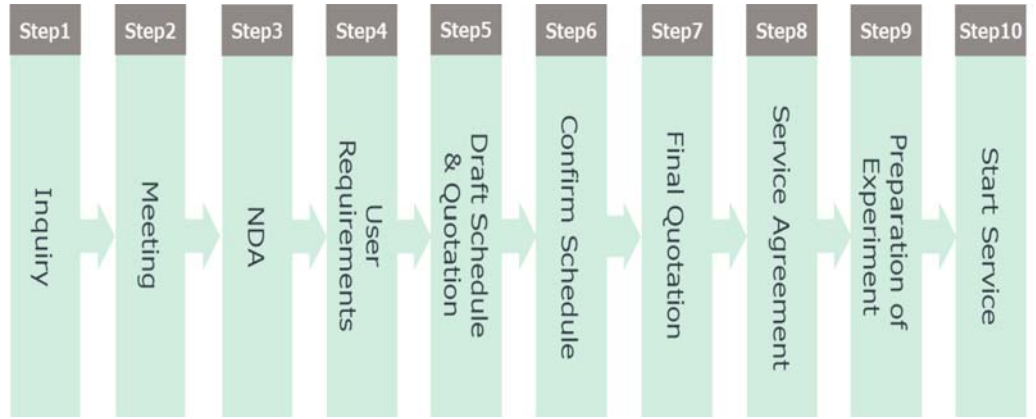 Step1
Step2
Step3
Step4
Step5
Step6
Step7
Step8
Step9
Step10
Inquiry
Meeting
NDA
User
Requirements
Draft Schedule
& Quotation
Confirm Schedule
Final Quotation
Service Agreement
Preparation of
Experiment
Start Service